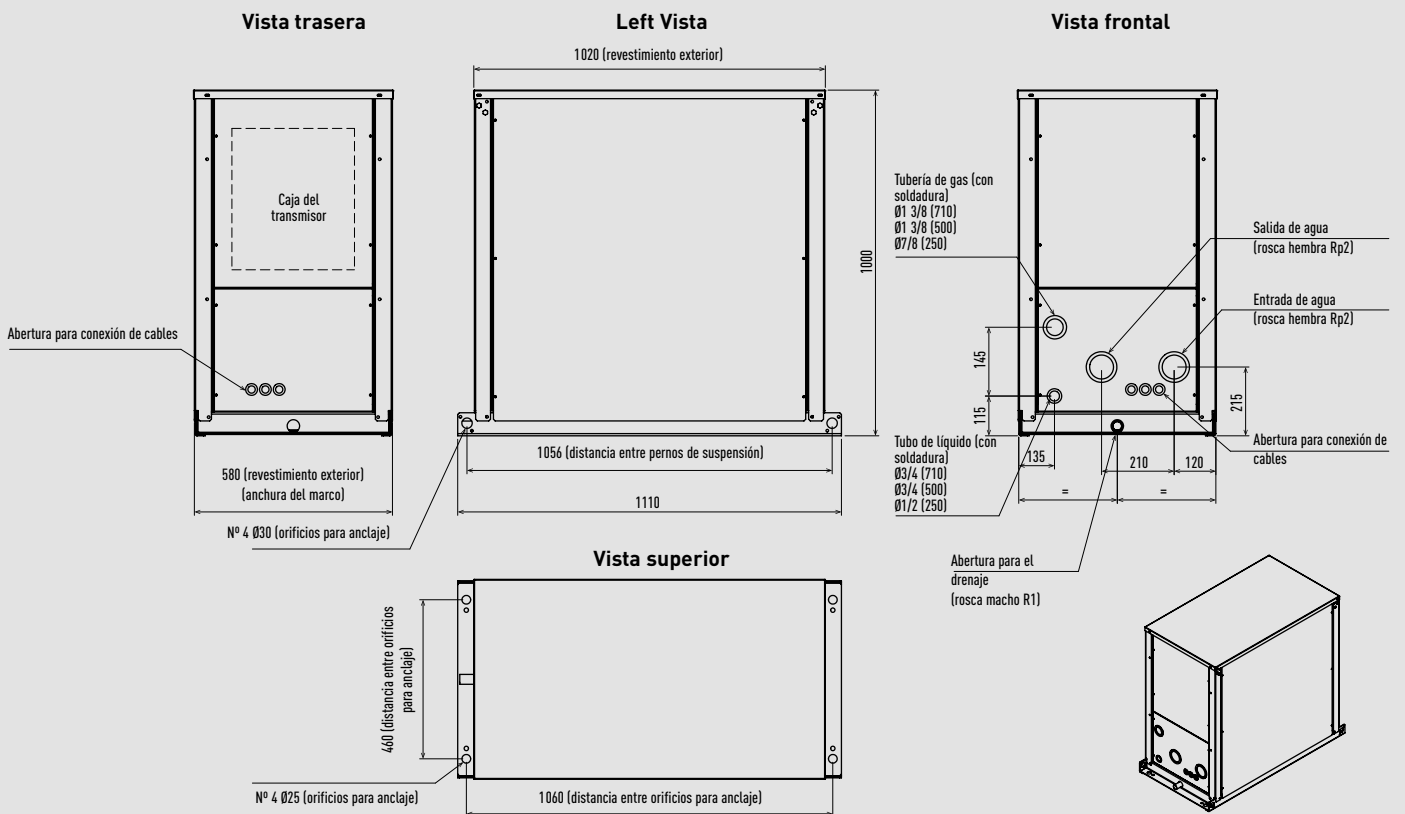 Vista trasera
Left Vista
Vista frontal
1020 (revestimiento exterior)
Caja del
transmisor
Abertura para conexión de cables
580 (revestimiento exterior)
(anchura del marco)
Nº 4 Ø30 (orificios para anclaje)
1000
1056 (distancia entre pernos de suspensión)
1110
Tubería de gas (con
soldadura)
Ø1 3/8 (710)
Ø1 3/8 (500)
Ø7/8 (250)
Salida de agua
(rosca hembra Rp2)
Entrada de agua
(rosca hembra Rp2)
145
115
215
Tubo de líquido (con
soldadura)
Ø3/4 (710)
Ø3/4 (500)
Ø1/2 (250)
135
210
120
=
=
Abertura para conexión de
cables
Abertura para el
drenaje
(rosca macho R1)
Vista superior
460 (distancia entre orificios
para anclaje)
Nº 4 Ø25 (orificios para anclaje)
1060 (distancia entre orificios para anclaje)